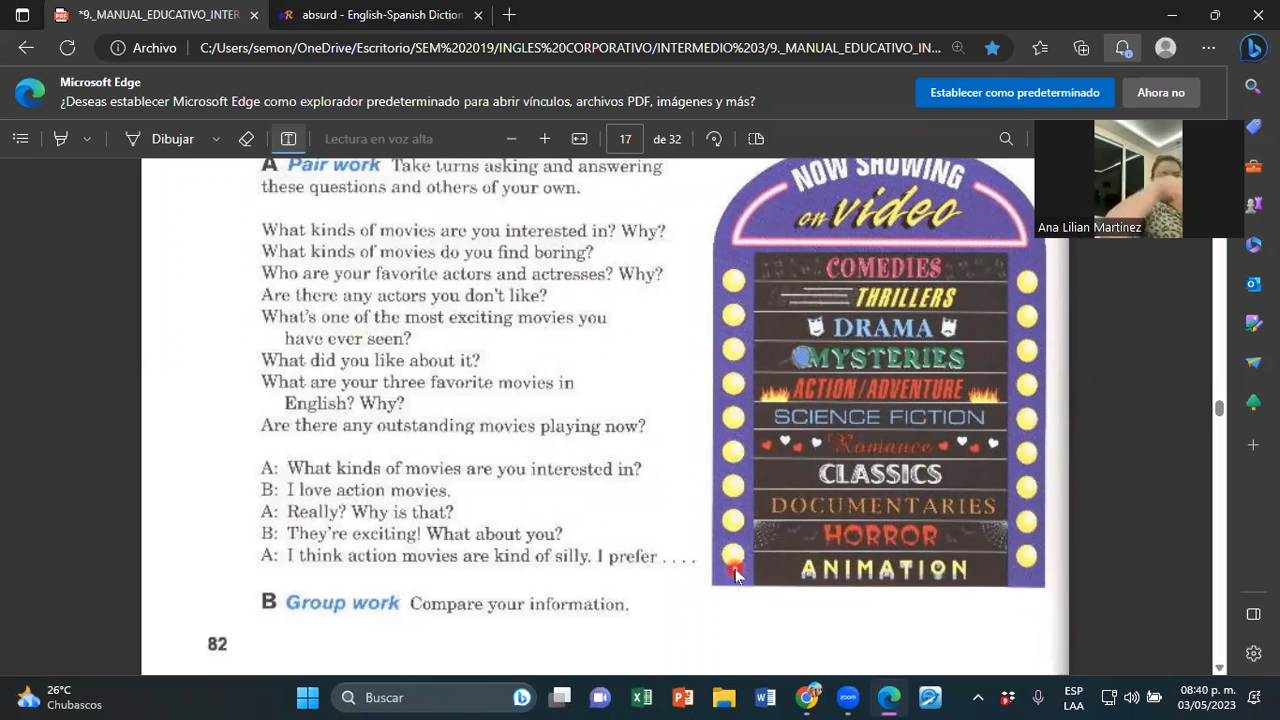 *9._MANUAL_EDUCATIVO_INTER
absurd - English-Spanish Diction
Archivo
C:/Users/semon/OneDrive/Escritorio/SEM%202019/INGLES%20CORPORATIVO/INTERMEDIO%203/9._MANUAL_EDUCATIVO_IN...
Microsoft Edge
¿Deseas establecer Microsoft Edge como explorador predeterminado para abrir vínculos, archivos PDF, imágenes y más?
Establecer como predeterminado
Ahora no
Dibujar
Lectura en voz alta
17
de 32
A Pair work Take turns asking and answering
these questions and others of your own.
What kinds of movies are you interested in? Why?
What kinds of movies do you find boring?
Who are your favorite actors and actresses? Why?
Are there any actors you don't like?
What's one of the most exciting movies you
have ever seen?
What did you like about it?
What are your three favorite movies in
English? Why?
Are there any outstanding movies playing now?
A: What kinds of movies are you interested in?
B: I love action movies.
A: Really? Why is that?
B: They're exciting! What about you?
A: I think action movies are kind of silly. I prefer . . . .
B Group work Compare your information.
82
NOW SHOWING
on video
COMEDIES
THRILLERS
DRAMA
MYSTERIES
ACTION/ADVENTURE
SCIENCE FICTION
Romance
CLASSICS
DOCUMENTARIES
HORROR
ANIMATION
Ana Lilian Martinez
26°C
Chubascos
Buscar
ESP
LAA
08:40 p. m.
03/05/2023